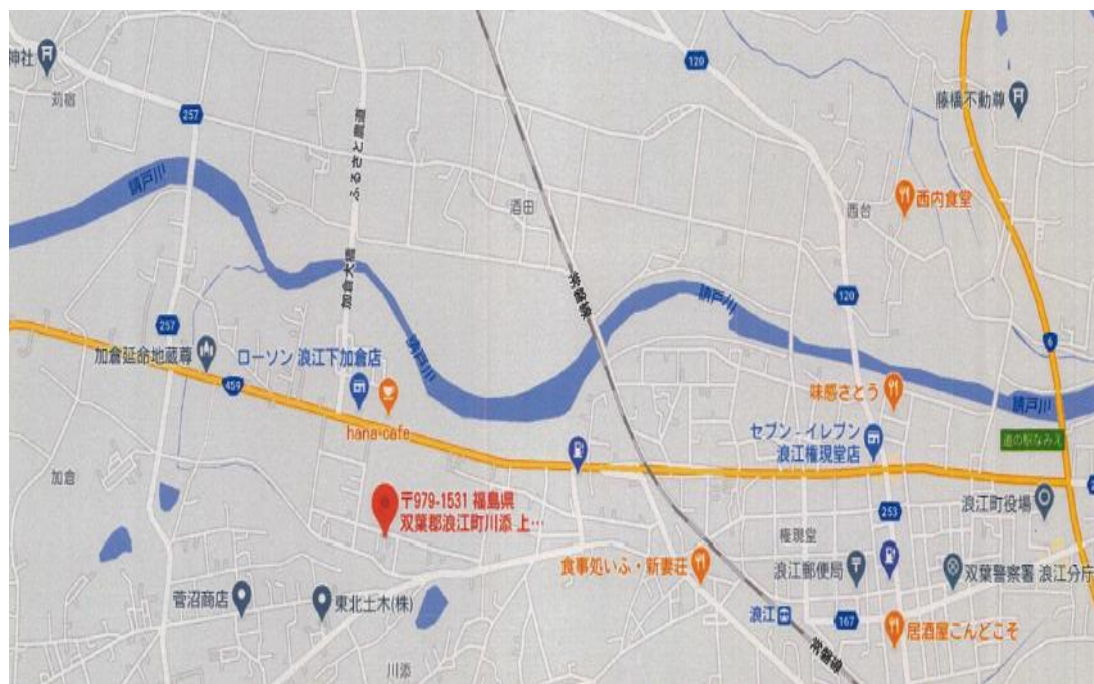 神社
苅宿
257
ふるさと農道
120
藤橋不動尊
請戸川
酒田
西台
西内食堂
加倉大橋
常磐線
請戸川
120
6
257
加倉延命地蔵尊
459
ローソン 浪江下加倉店
hana-cafe
請戸川
味感さとう
請戸川
セブン-イレブン
浪江権現堂店
道の駅なみえ
加倉
〒979-1531 福島県
双葉郡浪江町川添 上…
253
浪江町役場
権現堂
食事処いふ・新妻荘
浪江郵便局
双葉警察署 浪江分庁
菅沼商店
東北土木(株)
浪江
167
居酒屋こんどこそ
川添
常磐線